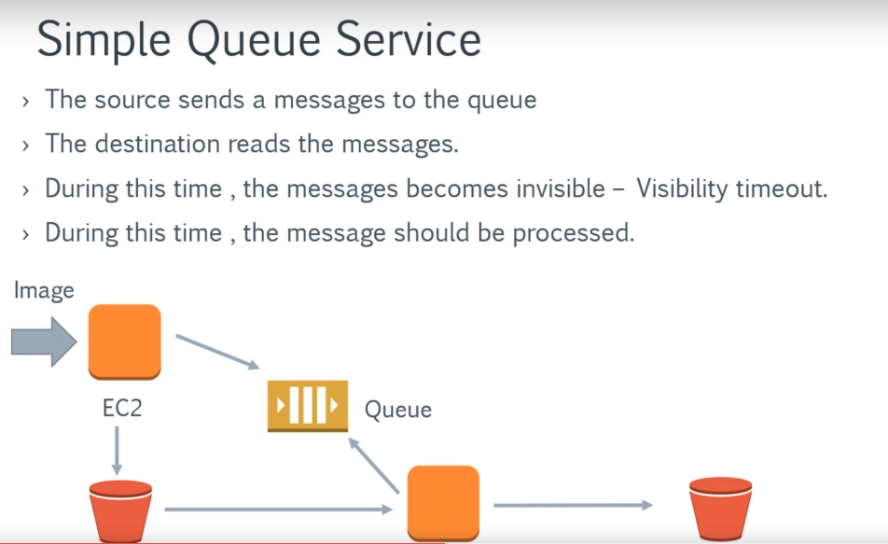 Simple Queue Service
› The source sends a messages to the queue
› The destination reads the messages.
› During this time , the messages becomes invisible – Visibility timeout.
› During this time , the message should be processed.
Image
EC2
Queue